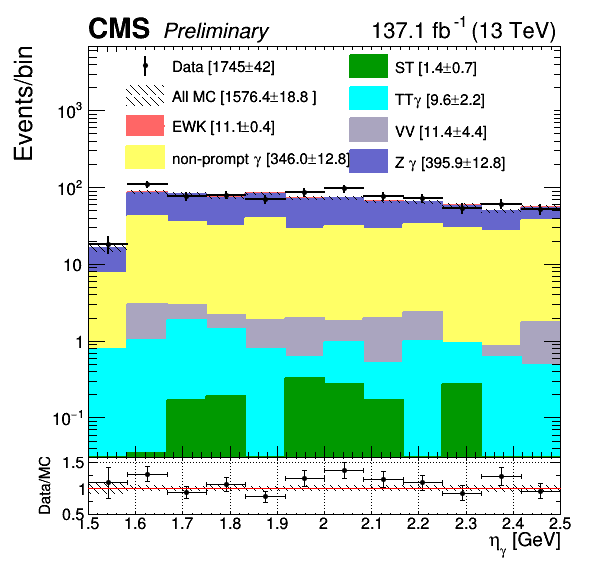 CMS Preliminary 137.1 fb⁻¹ (13 TeV)
Events/bin
Data [1745±42]
All MC [1576.4±18.8 ]
EWK [11.1±0.4]
non-prompt γ [346.0±12.8]
ST [1.4±0.7]
TTγ [9.6±2.2]
VV [11.4±4.4]
Z γ [395.9±12.8]
10³
10²
10
1
10⁻¹
Data/MC
1.5
1
0.5
1.5 1.6 1.7 1.8 1.9 2 2.1 2.2 2.3 2.4 2.5
ηγ [GeV]